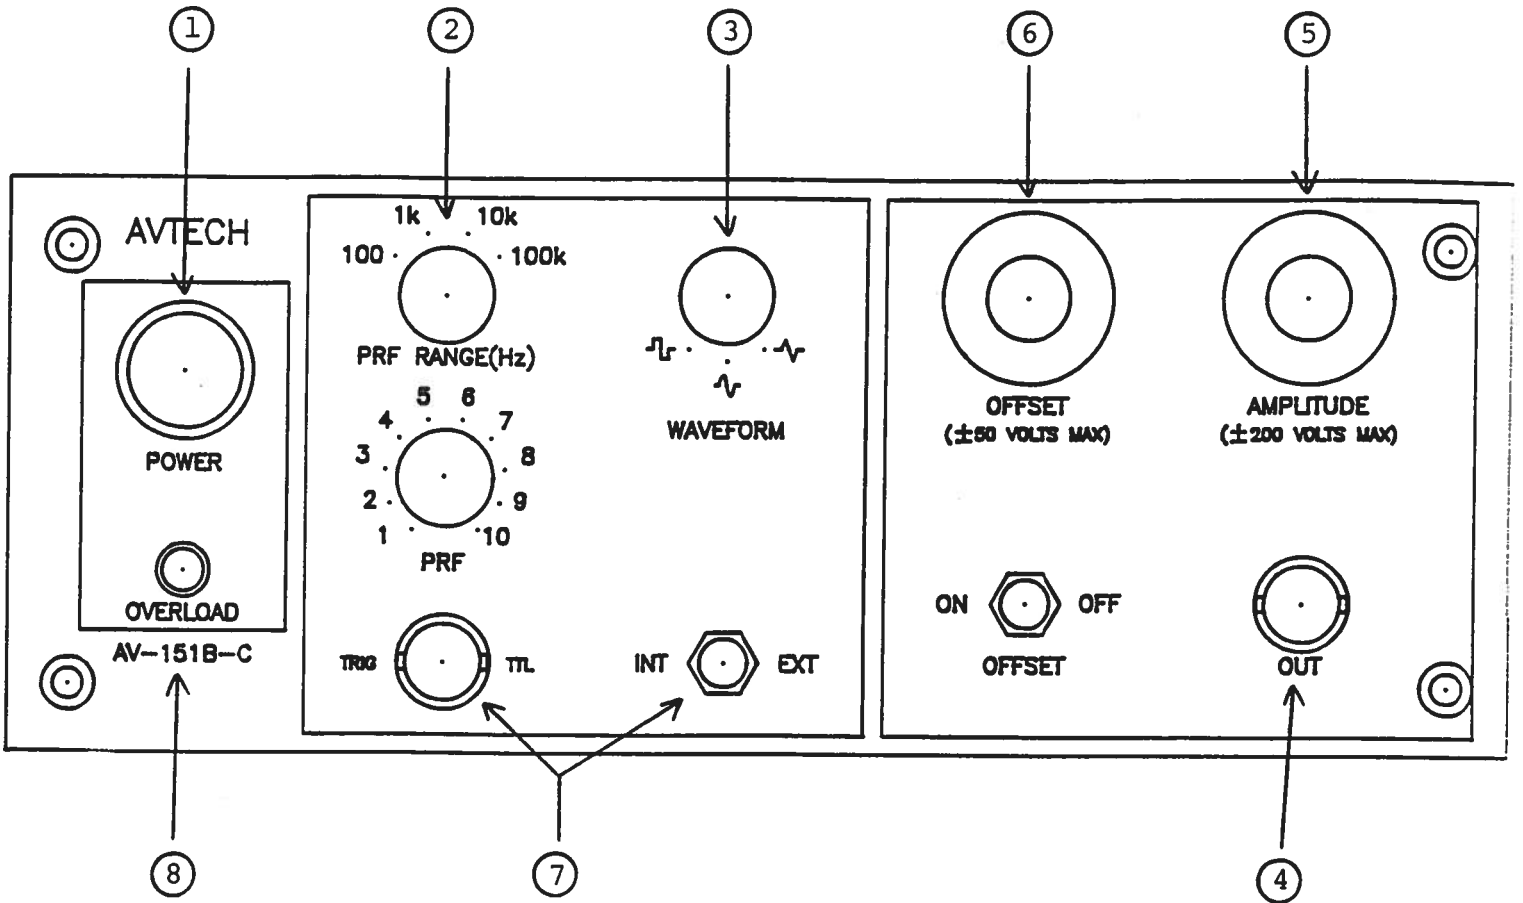 1
2
3
6
5
AVTECH
POWER
OVERLOAD
AV-151B-C
1k
10k
100
100k
PRF RANGE(Hz)
5
6
4
7
3
8
2
9
1
10
PRF
WAVEFORM
TRIG
TTL
INT
EXT
OFFSET
(±50 VOLTS MAX)
AMPLITUDE
(±200 VOLTS MAX)
ON
OFF
OFFSET
OUT
8
7
4